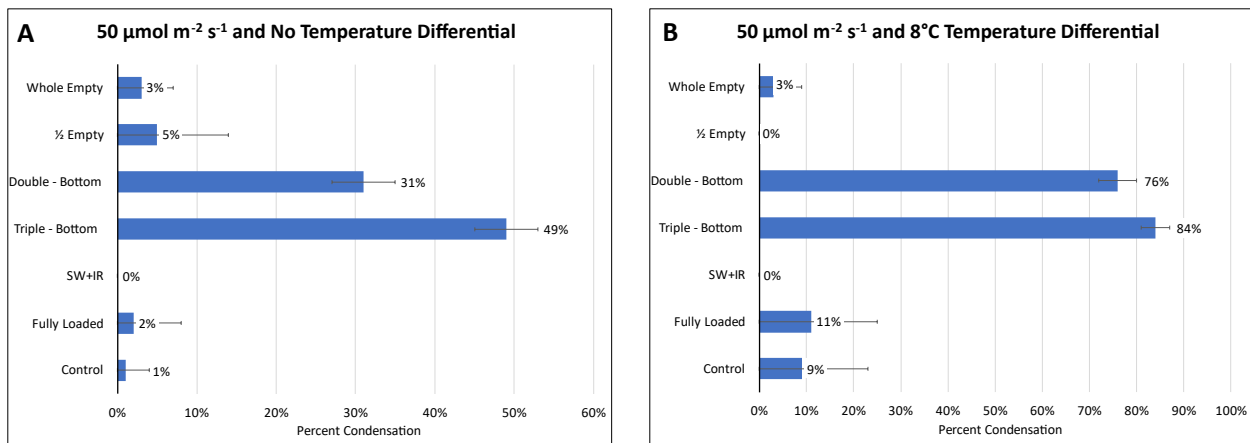 A
50 µmol m⁻² s⁻¹ and No Temperature Differential
Whole Empty
3%
½ Empty
5%
Double - Bottom
31%
Triple - Bottom
49%
SW+IR
0%
Fully Loaded
2%
Control
1%
0% 10% 20% 30% 40% 50% 60%
Percent Condensation
B
50 µmol m⁻² s⁻¹ and 8°C Temperature Differential
Whole Empty
3%
½ Empty
0%
Double - Bottom
76%
Triple - Bottom
84%
SW+IR
0%
Fully Loaded
11%
Control
9%
0% 10% 20% 30% 40% 50% 60% 70% 80% 90% 100%
Percent Condensation